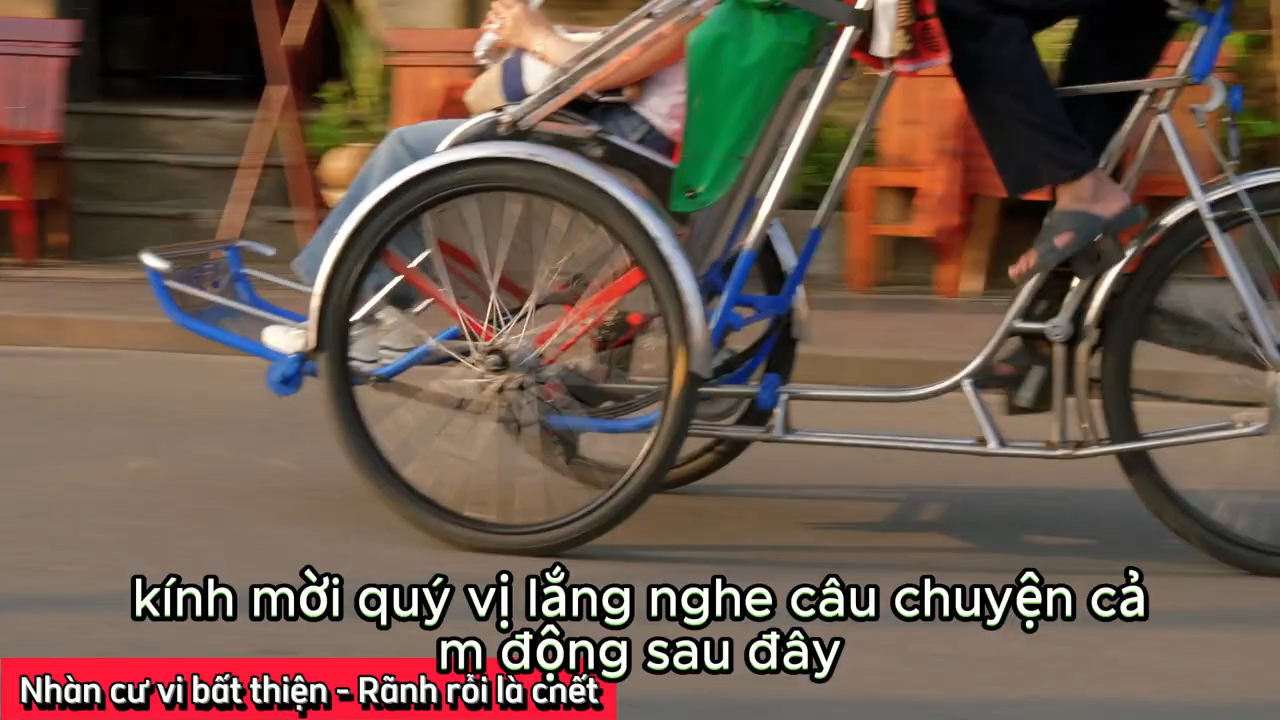 kính mời quý vị lắng nghe câu chuyện cả
m động sau đây
Nhàn cư vi bất thiện - Rãnh rỗi là cnết